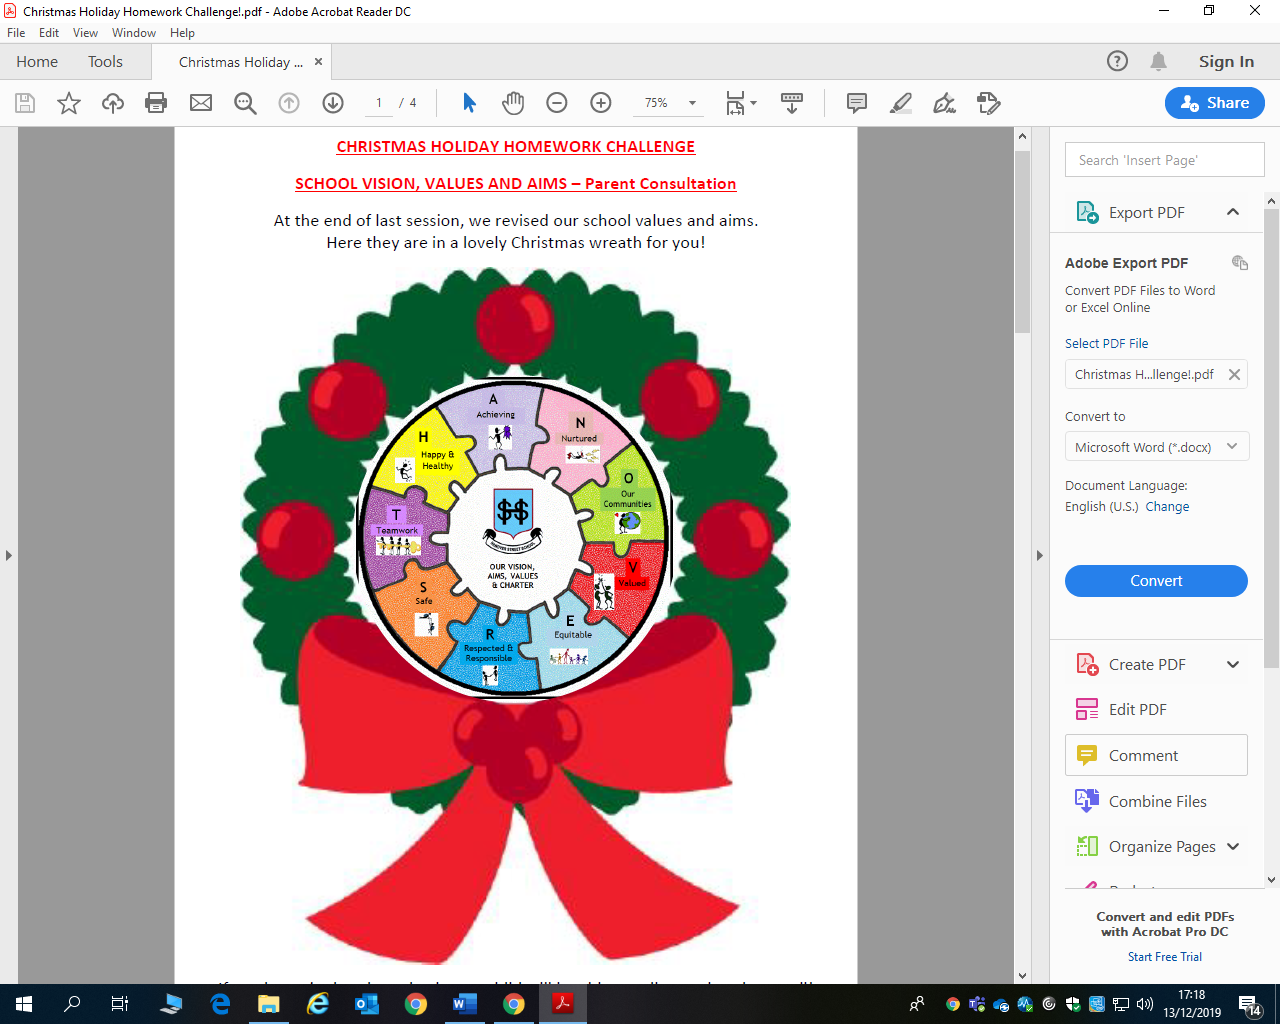 Christmas Holiday Homework Challenge!.pdf - Adobe Acrobat Reader DC
File Edit View Window Help
Home Tools Christmas Holiday ... × Sign In
1 / 4 75% Share
CHRISTMAS HOLIDAY HOMEWORK CHALLENGE
SCHOOL VISION, VALUES AND AIMS – Parent Consultation
At the end of last session, we revised our school values and aims.
Here they are in a lovely Christmas wreath for you!
A
Achieving
N
Nurtured
O
Our
Communities
V
Valued
E
Equitable
R
Respected &
Responsible
S
Safe
T
Teamwork
H
Happy &
Healthy
HANOVER STREET SCHOOL
OUR VISION,
AIMS, VALUES
& CHARTER
Search 'Insert Page'
Export PDF
Adobe Export PDF
Convert PDF Files to Word
or Excel Online
Select PDF File
Christmas H...llenge!.pdf
Convert to
Microsoft Word (*.docx)
Document Language:
English (U.S.) Change
Convert
Create PDF
Edit PDF
Comment
Combine Files
Organize Pages
Convert and edit PDFs
with Acrobat Pro DC
Start Free Trial
17:18
13/12/2019
14